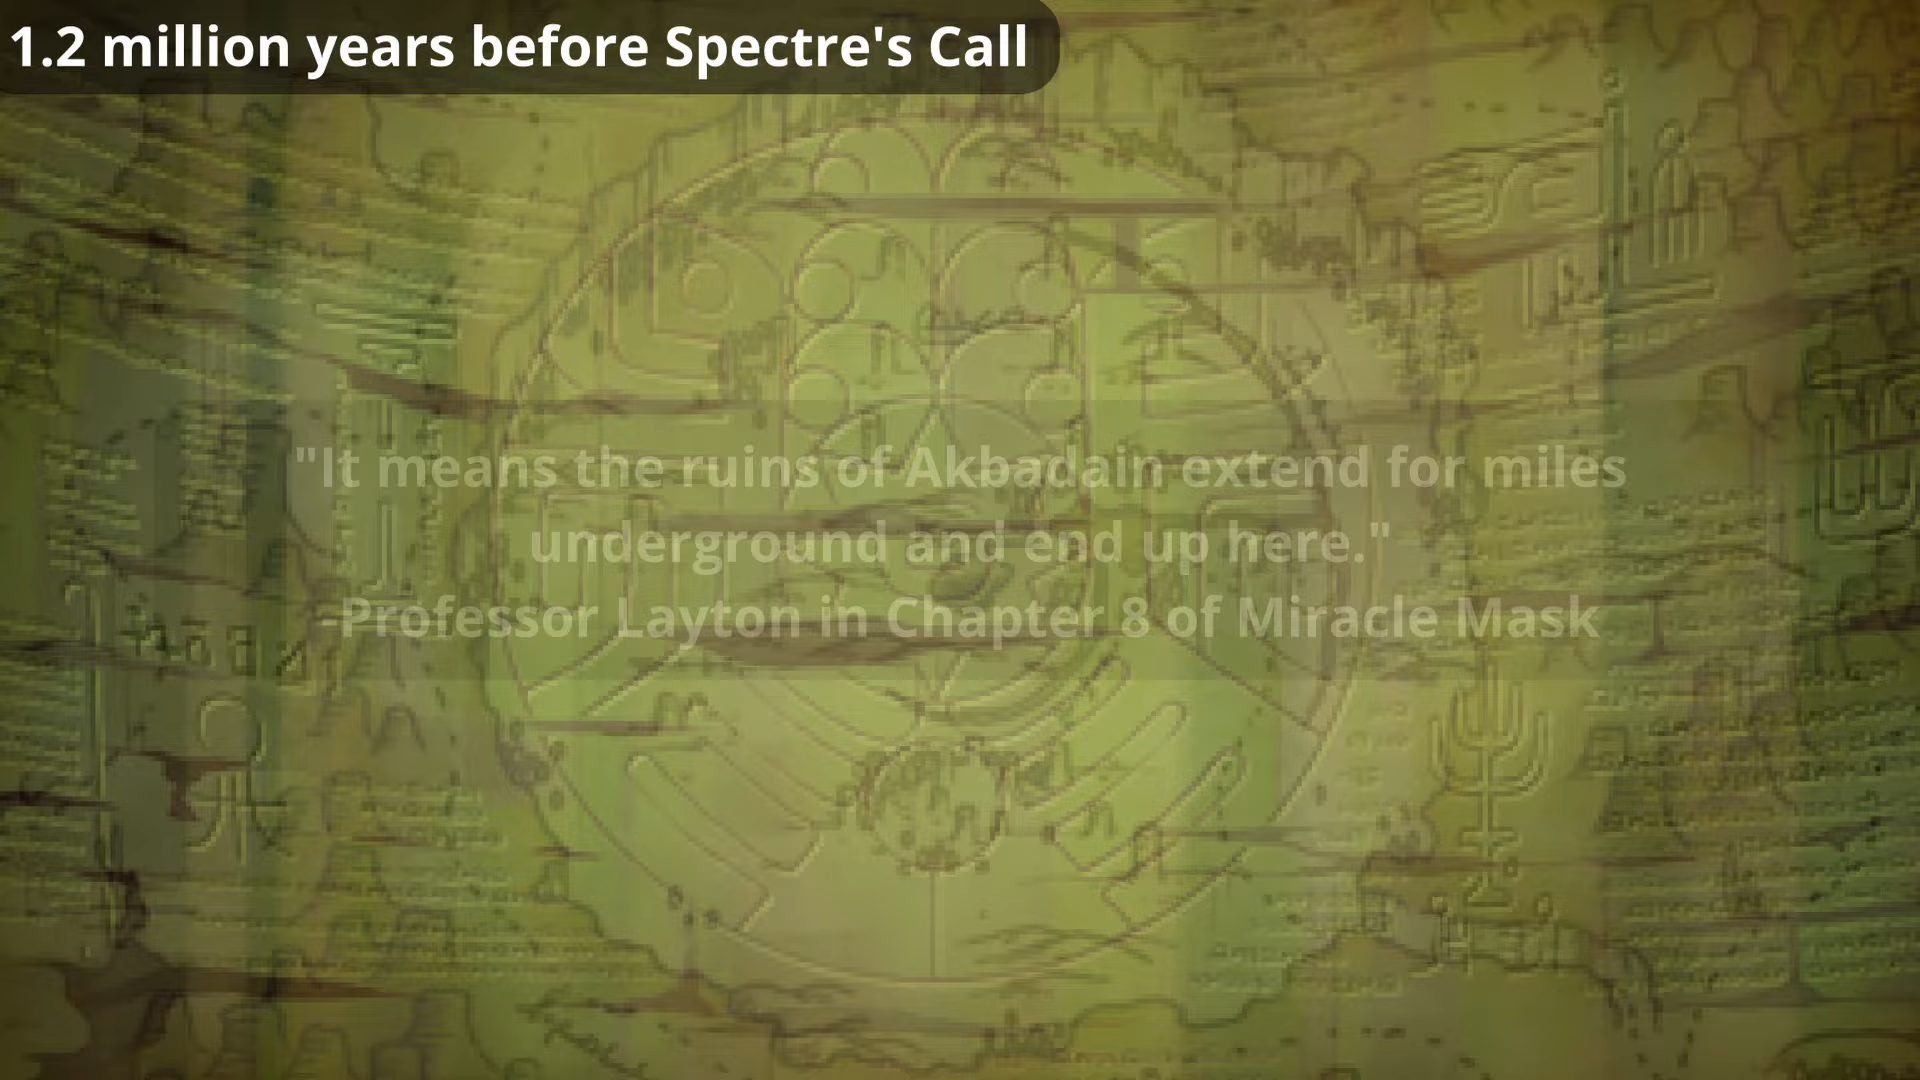 1.2 million years before Spectre's Call
"It means the ruins of Akbadain extend for miles
underground and end up here."
-Professor Layton in Chapter 8 of Miracle Mask